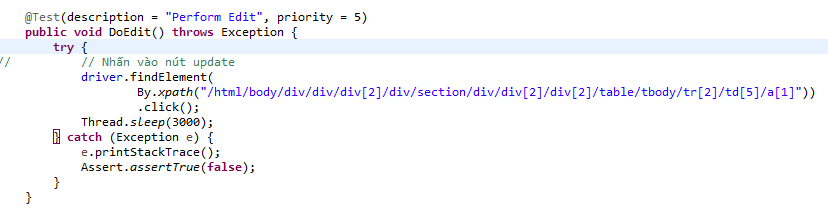 @Test(description = "Perform Edit", priority = 5)
public void DoEdit() throws Exception {
try {
// // Nhấn vào nút update
driver.findElement(
By.xpath("/html/body/div/div/div[2]/div/section/div/div[2]/div[2]/table/tbody/tr[2]/td[5]/a[1]"))
.click();
Thread.sleep(3000);
} catch (Exception e) {
e.printStackTrace();
Assert.assertTrue(false);
}
}